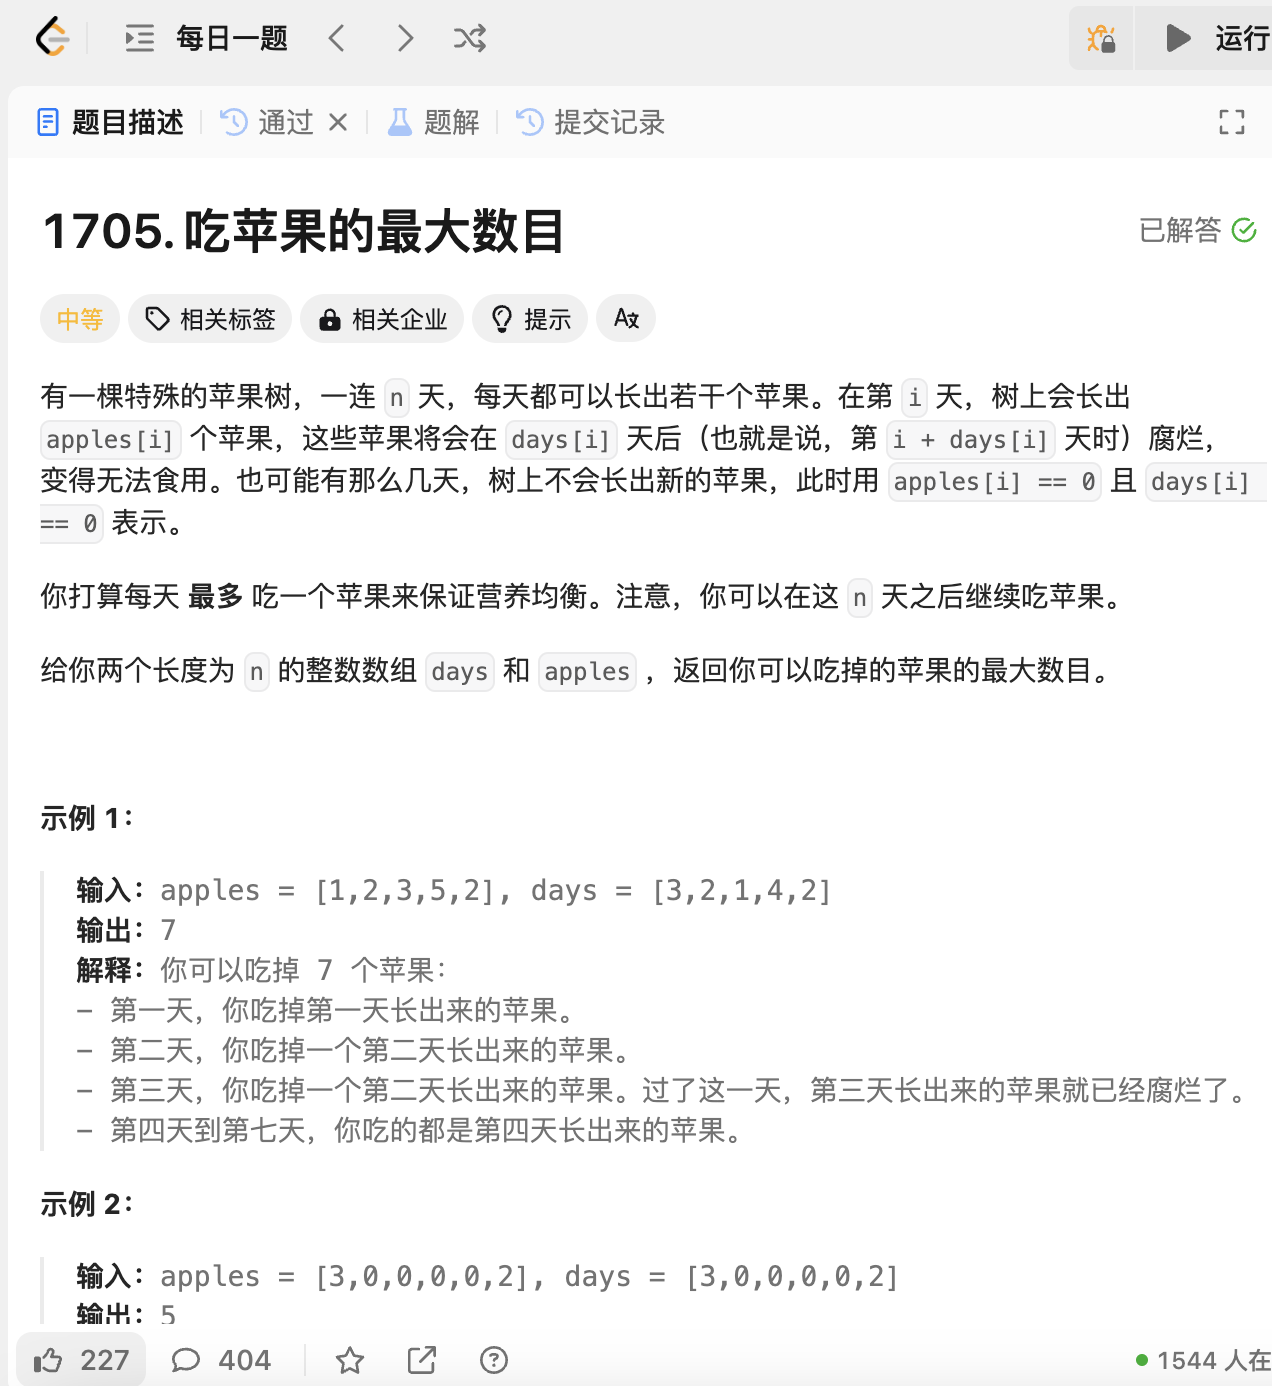 每日一题 运行
题目描述 通过 题解 提交记录
1705. 吃苹果的最大数目 已解答
中等 相关标签 相关企业 提示
有一棵特殊的苹果树，一连 n 天，每天都可以长出若干个苹果。在第 i 天，树上会长出
apples[i] 个苹果，这些苹果将会在 days[i] 天后（也就是说，第 i + days[i] 天时）腐烂，
变得无法食用。也可能有那么几天，树上不会长出新的苹果，此时用 apples[i] == 0 且 days[i]
== 0 表示。
你打算每天 最多 吃一个苹果来保证营养均衡。注意，你可以在这 n 天之后继续吃苹果。
给你两个长度为 n 的整数数组 days 和 apples ，返回你可以吃掉的苹果的最大数目。
示例 1：
输入：apples = [1,2,3,5,2], days = [3,2,1,4,2]
输出：7
解释：你可以吃掉 7 个苹果：
- 第一天，你吃掉第一天长出来的苹果。
- 第二天，你吃掉一个第二天长出来的苹果。
- 第三天，你吃掉一个第二天长出来的苹果。过了这一天，第三天长出来的苹果就已经腐烂了。
- 第四天到第七天，你吃的都是第四天长出来的苹果。
示例 2：
输入：apples = [3,0,0,0,0,2], days = [3,0,0,0,0,2]
输出：5
227 404 1544 人在